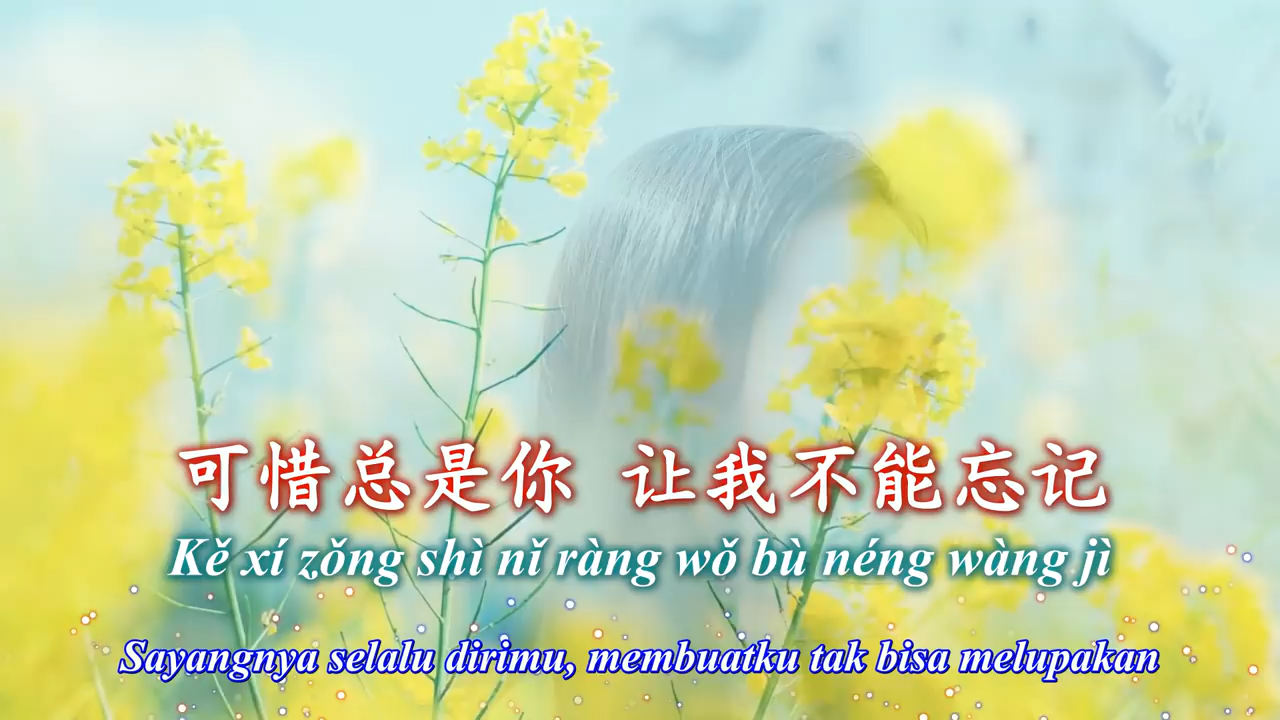 可惜总是你 让我不能忘记
Kě xí zǒng shì nǐ ràng wǒ bù néng wàng jì
Sayangnya selalu dirimu, membuatku tak bisa melupakan